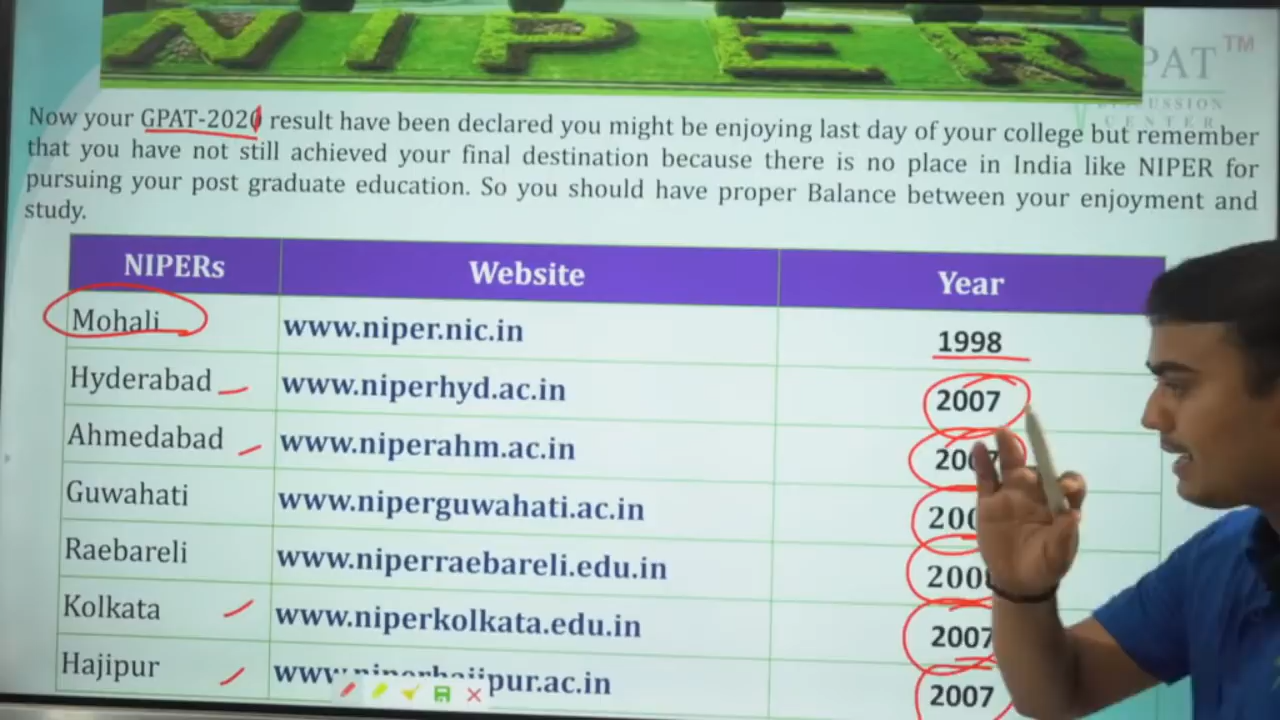 NIPER
PAT TM
CENTER
Now your GPAT-2020 result have been declared you might be enjoying last day of your college but remember
that you have not still achieved your final destination because there is no place in India like NIPER for
pursuing your post graduate education. So you should have proper Balance between your enjoyment and
study.
NIPERs Website Year
Mohali www.niper.nic.in 1998
Hyderabad www.niperhyd.ac.in 2007
Ahmedabad www.niperahm.ac.in
Guwahati www.niperguwahati.ac.in
Raebareli www.niperraebareli.edu.in
Kolkata www.niperkolkata.edu.in 2007
Hajipur www.niperhajipur.ac.in 2007